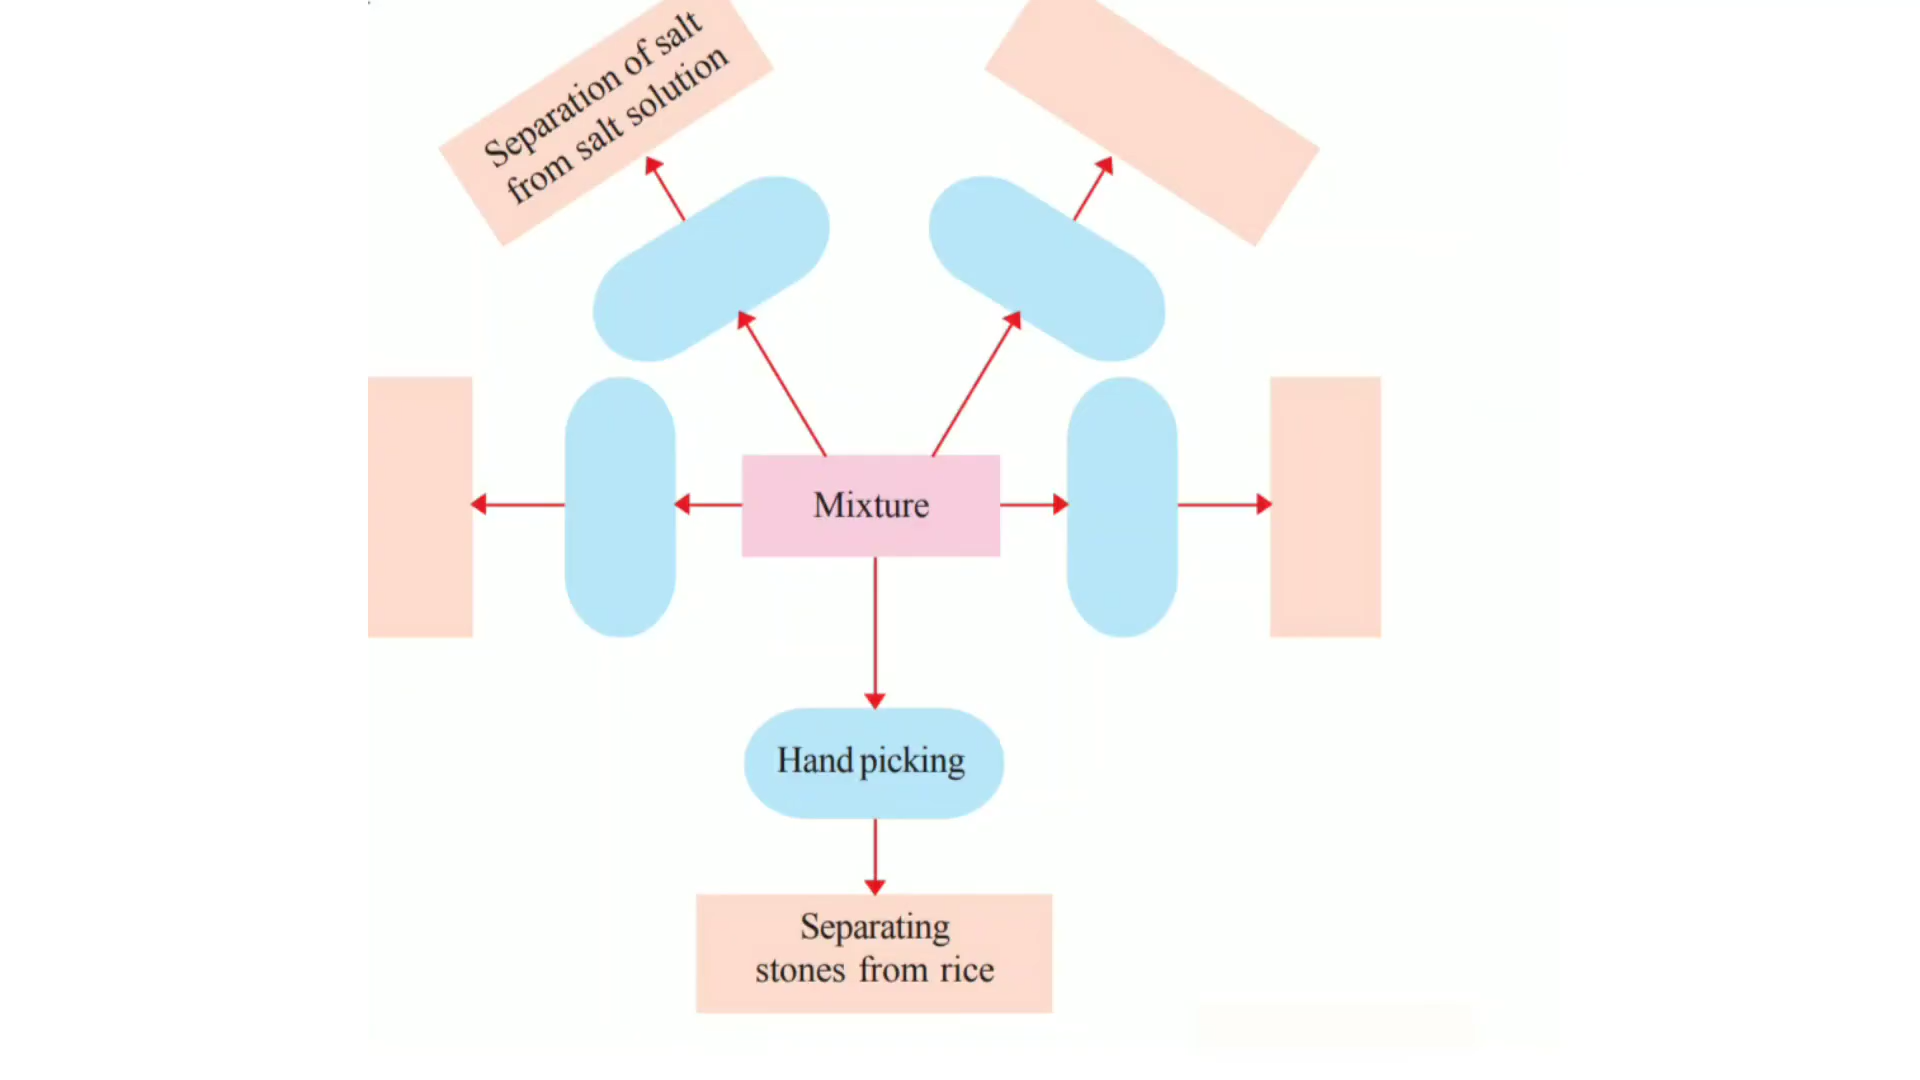 Separation of salt
from salt solution
Mixture
Hand picking
Separating
stones from rice